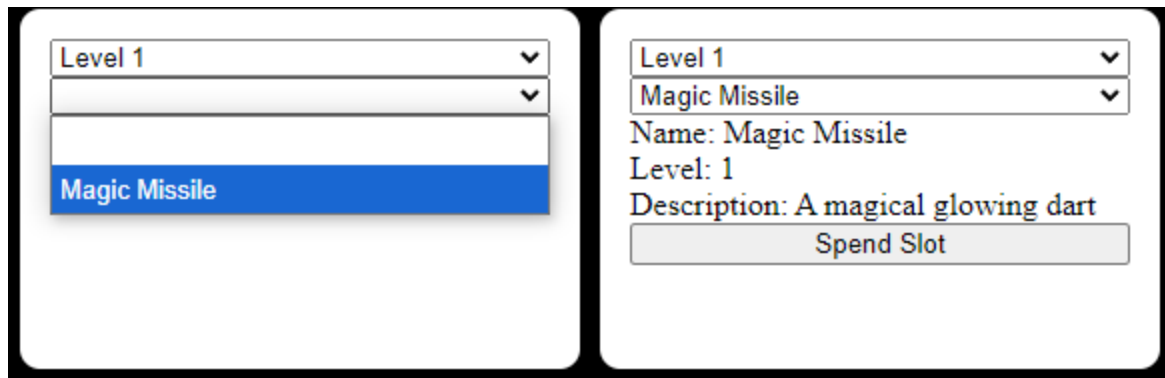 Level 1
Magic Missile
Level 1
Magic Missile
Name: Magic Missile
Level: 1
Description: A magical glowing dart
Spend Slot